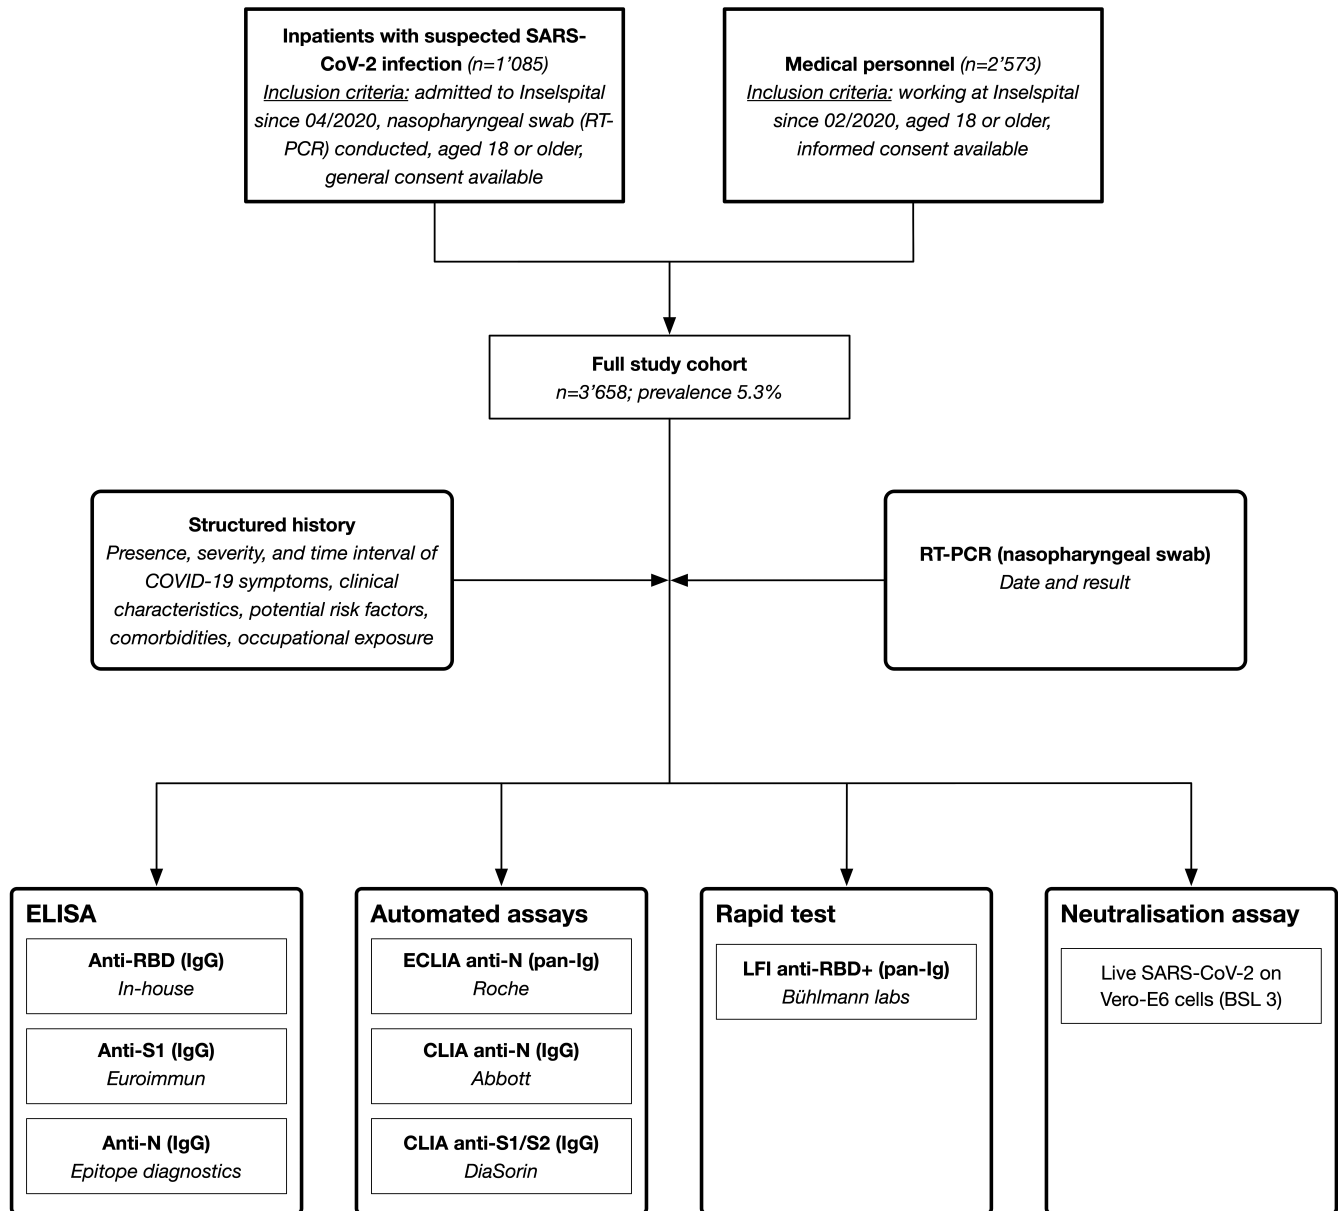 Inpatients with suspected SARS-
CoV-2 infection (n=1’085)
Inclusion criteria: admitted to Inselspital
since 04/2020, nasopharyngeal swab (RT-
PCR) conducted, aged 18 or older,
general consent available
Medical personnel (n=2’573)
Inclusion criteria: working at Inselspital
since 02/2020, aged 18 or older,
informed consent available
Full study cohort
n=3’658; prevalence 5.3%
Structured history
Presence, severity, and time interval of
COVID-19 symptoms, clinical
characteristics, potential risk factors,
comorbidities, occupational exposure
RT-PCR (nasopharyngeal swab)
Date and result
ELISA
Anti-RBD (IgG)
In-house
Anti-S1 (IgG)
Euroimmun
Anti-N (IgG)
Epitope diagnostics
Automated assays
ECLIA anti-N (pan-Ig)
Roche
CLIA anti-N (IgG)
Abbott
CLIA anti-S1/S2 (IgG)
DiaSorin
Rapid test
LFI anti-RBD+ (pan-Ig)
Bühlmann labs
Neutralisation assay
Live SARS-CoV-2 on
Vero-E6 cells (BSL 3)